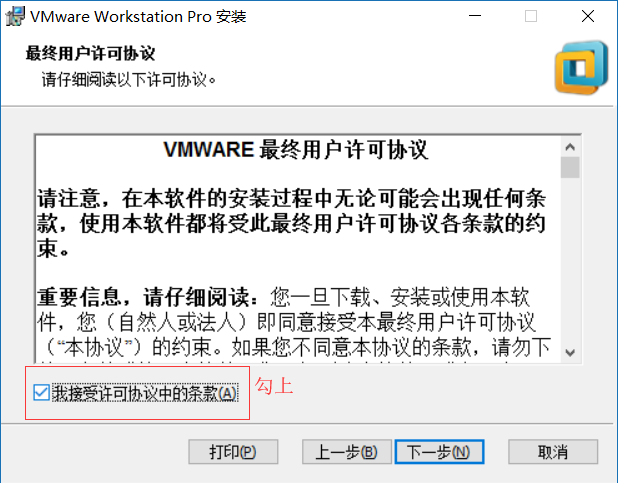 VMware Workstation Pro 安装
最终用户许可协议
请仔细阅读以下许可协议。
VMWARE 最终用户许可协议
请注意，在本软件的安装过程中无论可能会出现任何条
款，使用本软件都将受此最终用户许可协议各条款的约
束。
重要信息，请仔细阅读：您一旦下载、安装或使用本软
件，您（自然人或法人）即同意接受本最终用户许可协议
（“本协议”）的约束。如果您不同意本协议的条款，请勿下
我接受许可协议中的条款(A)
勾上
打印(P)
上一步(B)
下一步(N)
取消